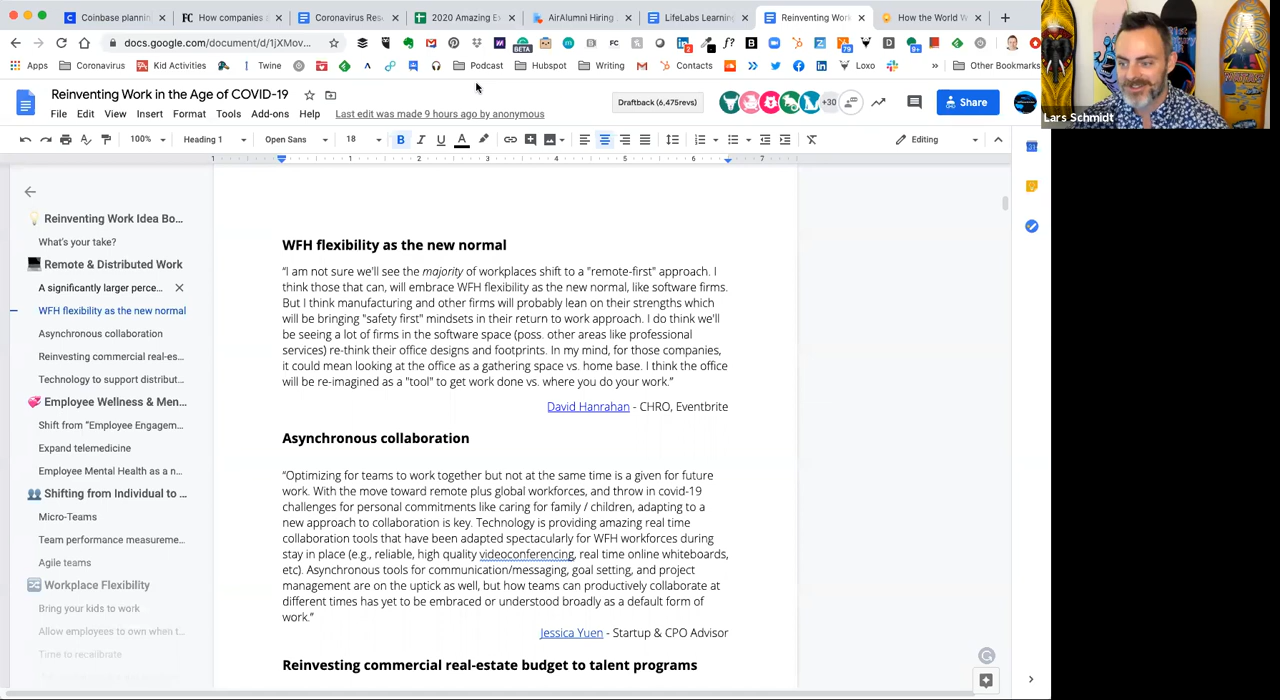 Coinbase plannin
How companies
Coronavirus Res
2020 Amazing E
AirAlumni Hiring
LifeLabs Learnin
Reinventing Work
How the World W
docs.google.com/document/d/1jXMov...
Apps
Coronavirus
Kid Activities
Twine
Podcast
Hubspot
Writing
Contacts
Loxo
Other Bookmarks
Reinventing Work in the Age of COVID-19
Draftback (6,475revs)
+30
Share
Lars Schmidt
File Edit View Insert Format Tools Add-ons Help
Last edit was made 9 hours ago by anonymous
100% Heading 1 Open Sans 18 B I U A Editing
1 1 2 3 4 5 6 7
Reinventing Work Idea Bo...
What's your take?
Remote & Distributed Work
A significantly larger perce...
WFH flexibility as the new normal
Asynchronous collaboration
Reinvesting commercial real-es...
Technology to support distribut...
Employee Wellness & Men...
Shift from "Employee Engagem...
Expand telemedicine
Employee Mental Health as a n...
Shifting from Individual to ...
Micro-Teams
Team performance measureme...
Agile teams
Workplace Flexibility
Bring your kids to work
Allow employees to own when t...
Time to recalibrate
WFH flexibility as the new normal
“I am not sure we'll see the majority of workplaces shift to a "remote-first" approach. I
think those that can, will embrace WFH flexibility as the new normal, like software firms.
But I think manufacturing and other firms will probably lean on their strengths which
will be bringing "safety first" mindsets in their return to work approach. I do think we'll
be seeing a lot of firms in the software space (poss. other areas like professional
services) re-think their office designs and footprints. In my mind, for those companies,
it could mean looking at the office as a gathering space vs. home base. I think the office
will be re-imagined as a "tool" to get work done vs. where you do your work.”
David Hanrahan - CHRO, Eventbrite
Asynchronous collaboration
“Optimizing for teams to work together but not at the same time is a given for future
work. With the move toward remote plus global workforces, and throw in covid-19
challenges for personal commitments like caring for family / children, adapting to a
new approach to collaboration is key. Technology is providing amazing real time
collaboration tools that have been adapted spectacularly for WFH workforces during
stay in place (e.g., reliable, high quality videoconferencing, real time online whiteboards,
etc). Asynchronous tools for communication/messaging, goal setting, and project
management are on the uptick as well, but how teams can productively collaborate at
different times has yet to be embraced or understood broadly as a default form of
work.”
Jessica Yuen - Startup & CPO Advisor
Reinvesting commercial real-estate budget to talent programs